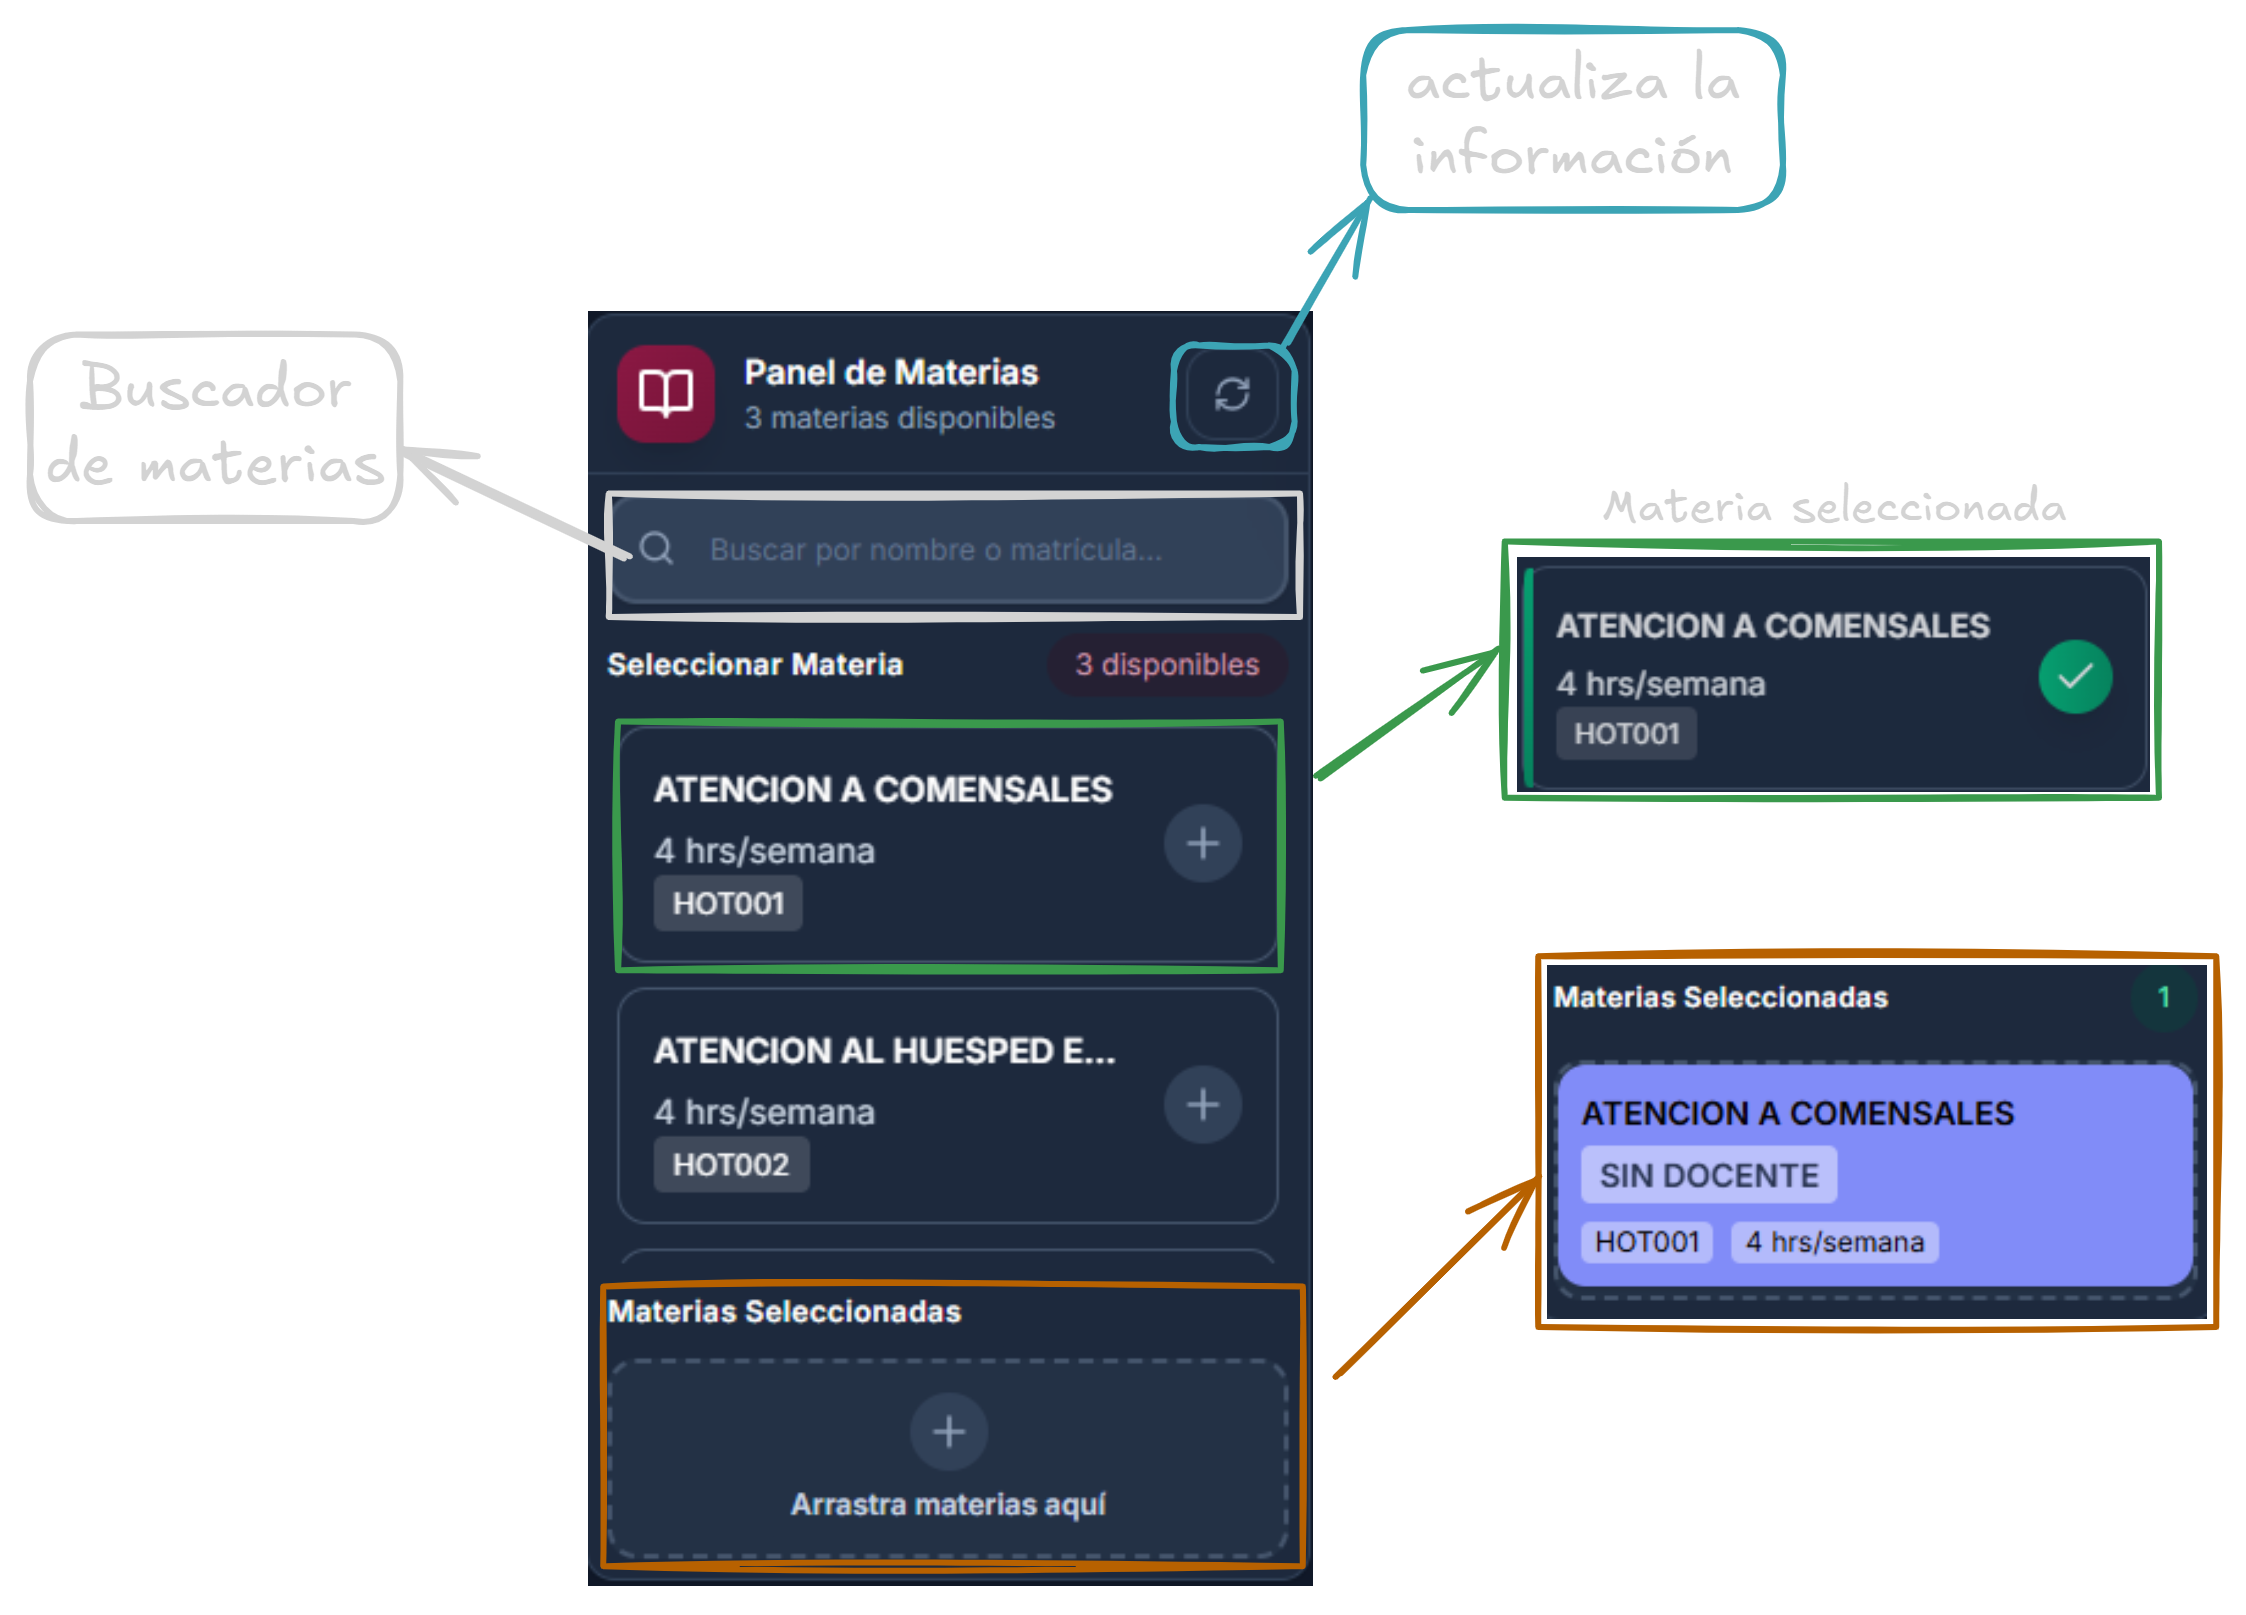 actualiza la
información
Buscador
de materias
Panel de Materias
3 materias disponibles
Buscar por nombre o matrícula...
Seleccionar Materia
3 disponibles
ATENCION A COMENSALES
4 hrs/semana
HOT001
ATENCION AL HUESPED E...
4 hrs/semana
HOT002
Materias Seleccionadas
Arrastra materias aquí
Materia seleccionada
ATENCION A COMENSALES
4 hrs/semana
HOT001
Materias Seleccionadas
1
ATENCION A COMENSALES
SIN DOCENTE
HOT001
4 hrs/semana